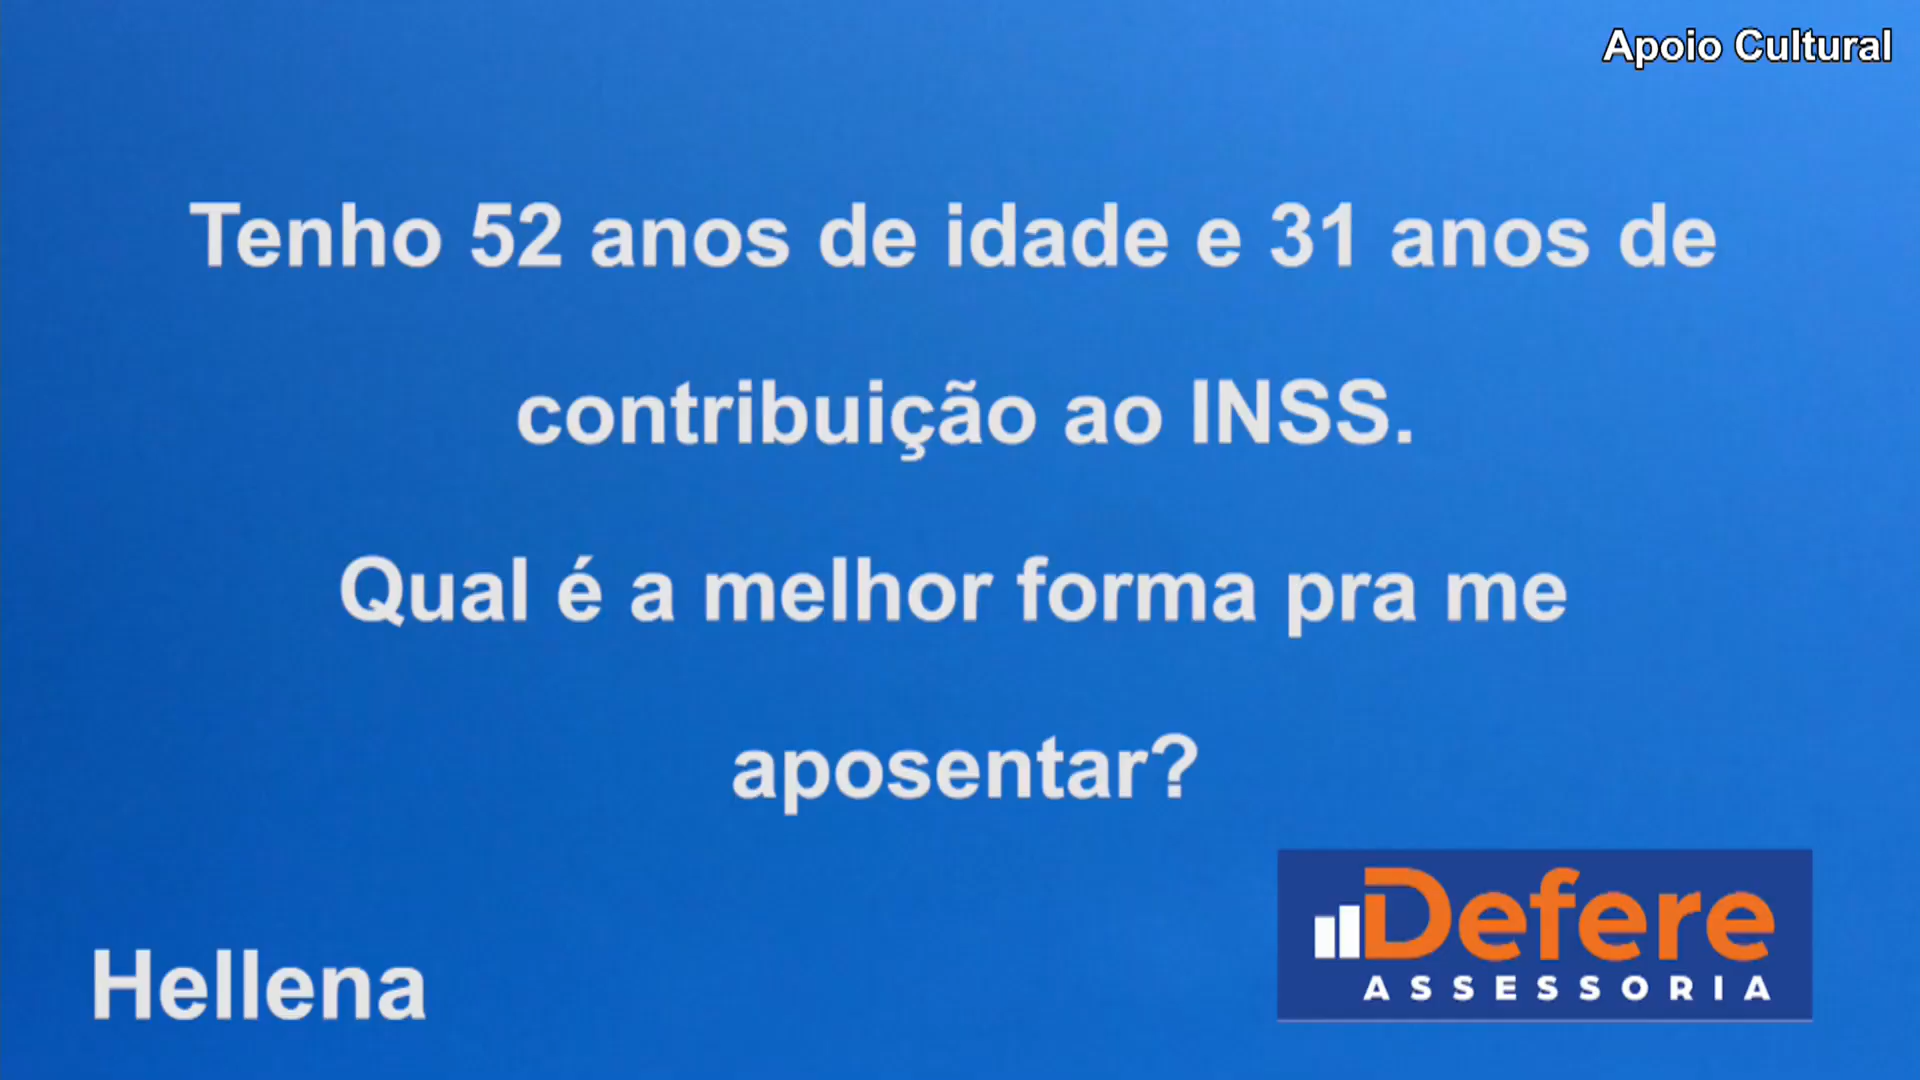 Apoio Cultural
Tenho 52 anos de idade e 31 anos de
contribuição ao INSS.
Qual é a melhor forma pra me
aposentar?
Hellena
Defere
ASSESSORIA